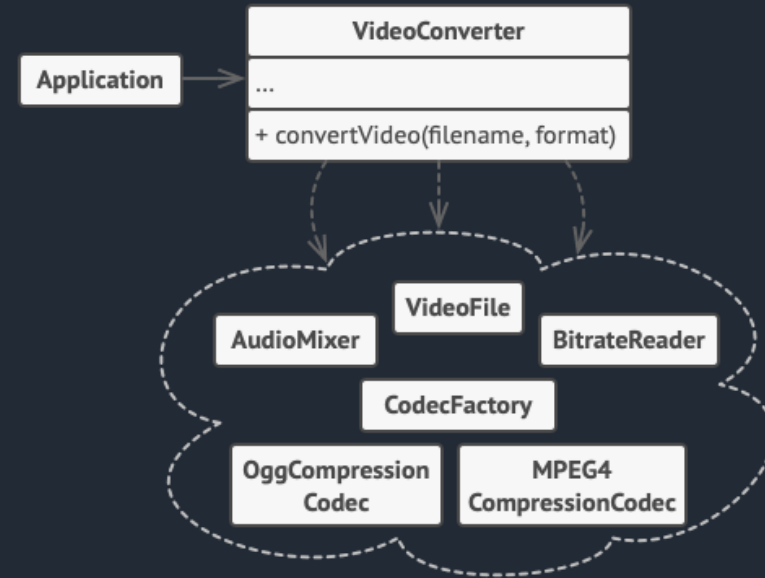 VideoConverter
Application
...
+ convertVideo(filename, format)
VideoFile
AudioMixer
BitrateReader
CodecFactory
OggCompression
Codec
MPEG4
CompressionCodec